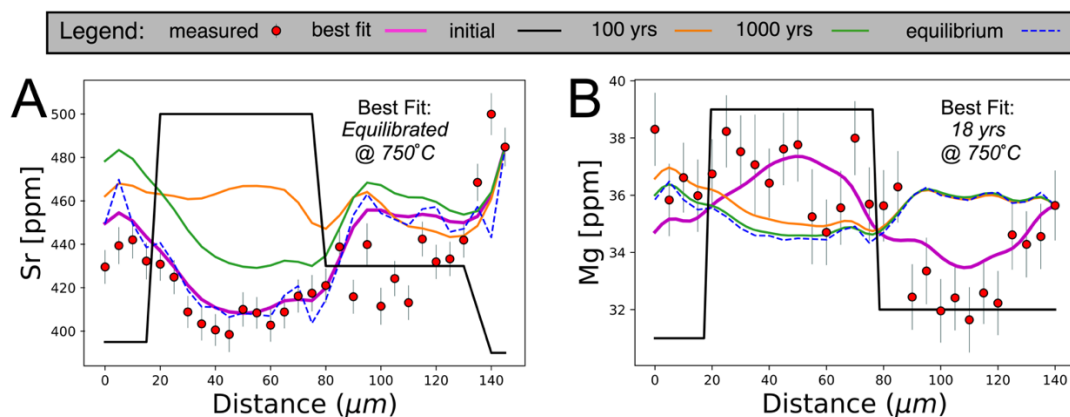 Legend: measured best fit initial 100 yrs 1000 yrs equilibrium
A
Best Fit:
Equilibrated
@ 750˚C
Sr [ppm]
500
480
460
440
420
400
0 20 40 60 80 100 120 140
Distance (μm)
B
Best Fit:
18 yrs
@ 750˚C
Mg [ppm]
40
38
36
34
32
0 20 40 60 80 100 120 140
Distance (μm)